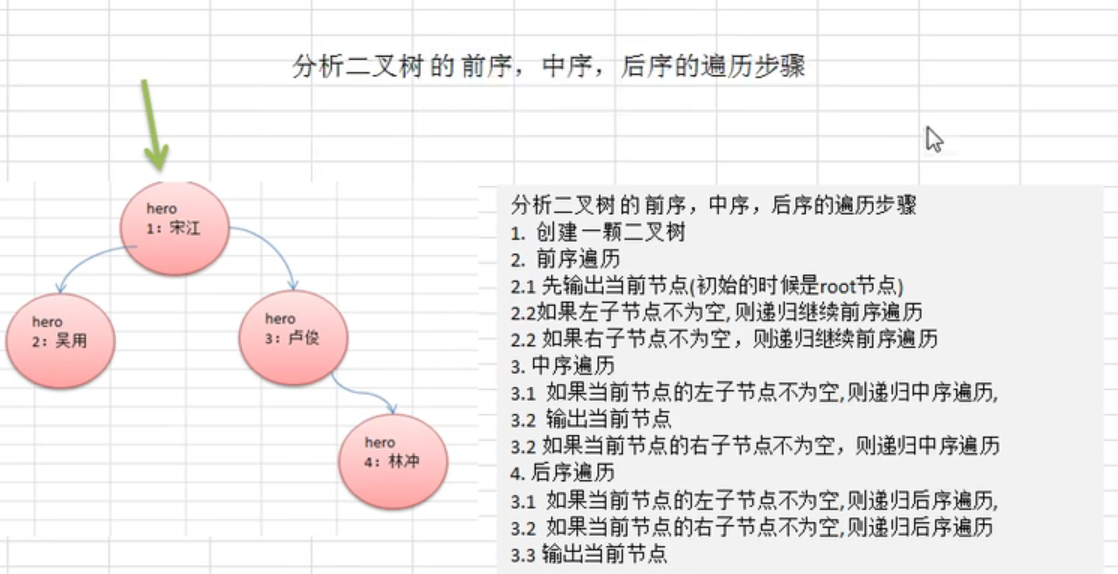 分析二叉树的前序，中序，后序的遍历步骤
hero
1：宋江
hero
2：吴用
hero
3：卢俊
hero
4：林冲
分析二叉树的前序，中序，后序的遍历步骤
1. 创建一颗二叉树
2. 前序遍历
2.1 先输出当前节点(初始的时候是root节点)
2.2如果左子节点不为空,则递归继续前序遍历
2.2 如果右子节点不为空，则递归继续前序遍历
3. 中序遍历
3.1 如果当前节点的左子节点不为空,则递归中序遍历,
3.2 输出当前节点
3.2 如果当前节点的右子节点不为空，则递归中序遍历
4. 后序遍历
3.1 如果当前节点的左子节点不为空,则递归后序遍历,
3.2 如果当前节点的右子节点不为空,则递归后序遍历
3.3 输出当前节点